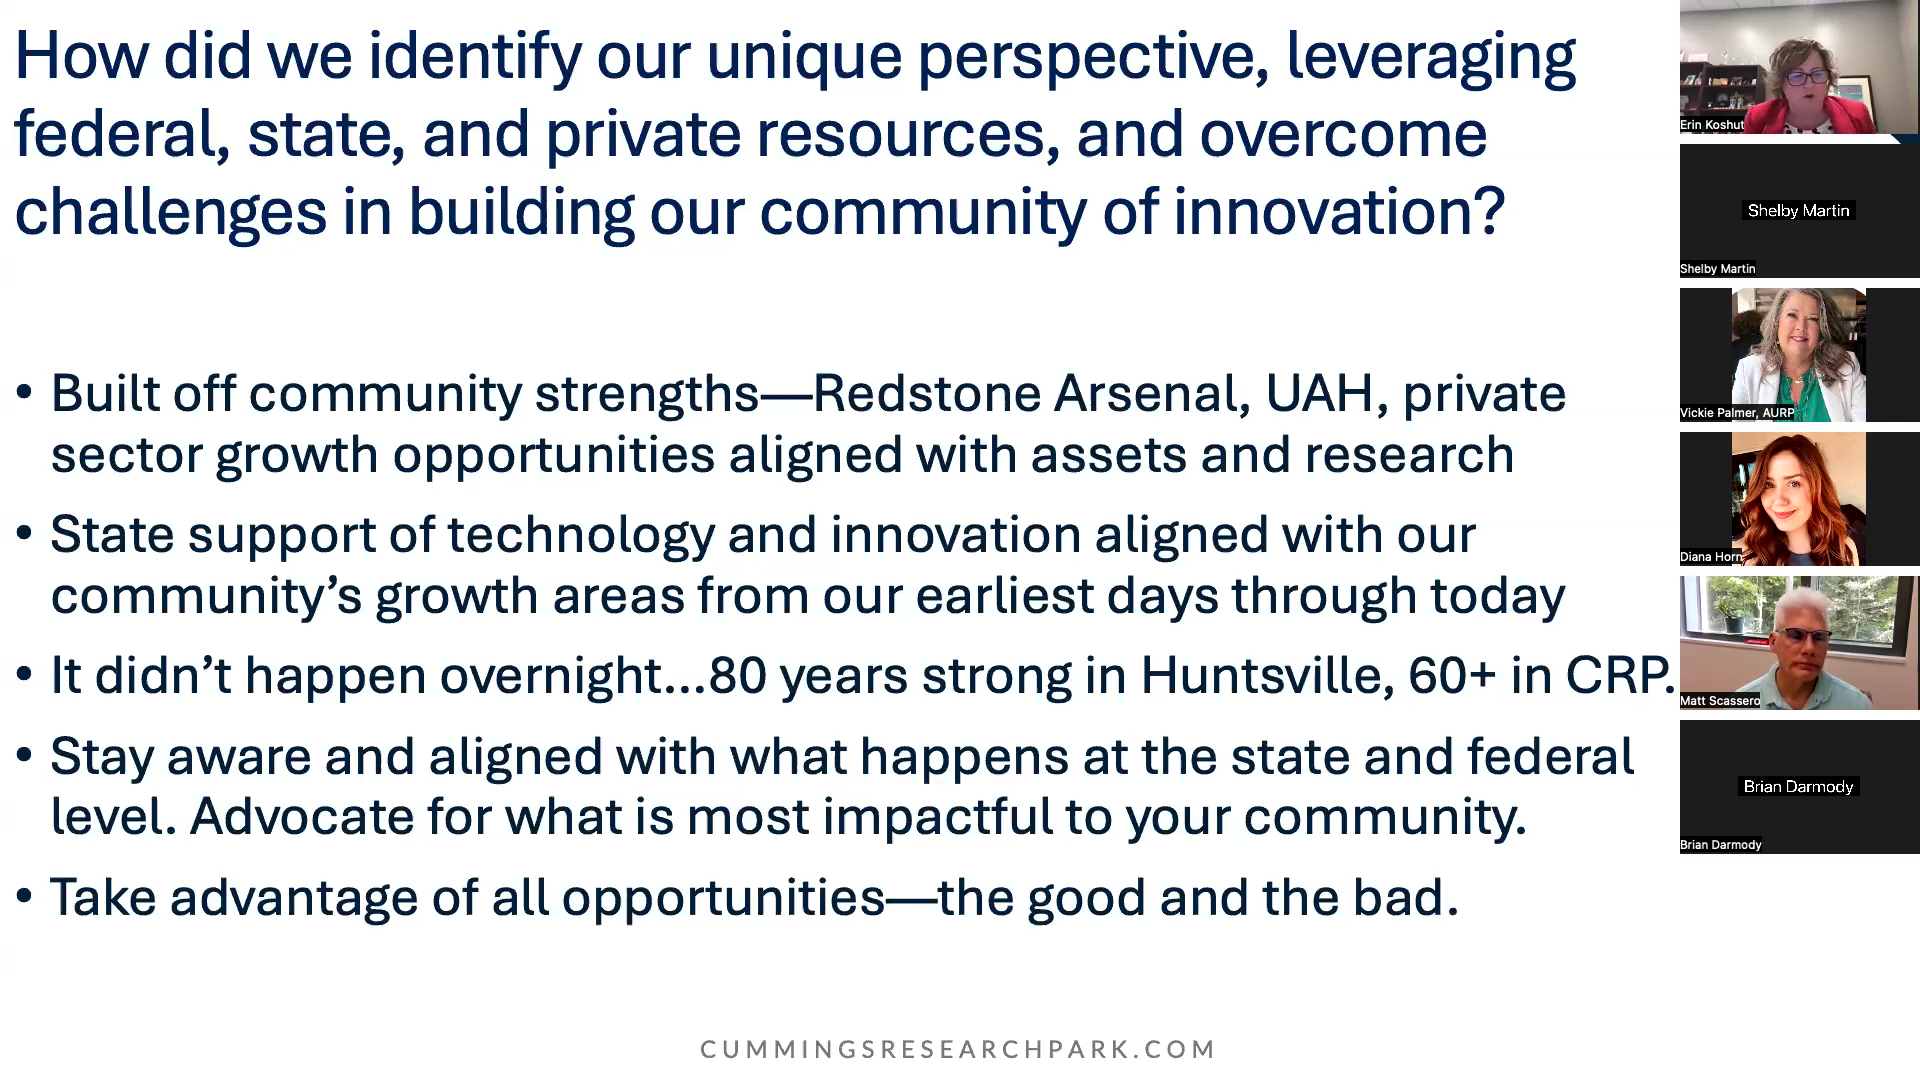 How did we identify our unique perspective, leveraging
federal, state, and private resources, and overcome
challenges in building our community of innovation?
• Built off community strengths—Redstone Arsenal, UAH, private
sector growth opportunities aligned with assets and research
• State support of technology and innovation aligned with our
community’s growth areas from our earliest days through today
• It didn’t happen overnight...80 years strong in Huntsville, 60+ in CRP.
• Stay aware and aligned with what happens at the state and federal
level. Advocate for what is most impactful to your community.
• Take advantage of all opportunities—the good and the bad.
CUMMINGSRESEARCHPARK.COM
Erin Koshut
Shelby Martin
Shelby Martin
Vickie Palmer, AURP
Diana Horn
Matt Scassero
Brian Darmody
Brian Darmody